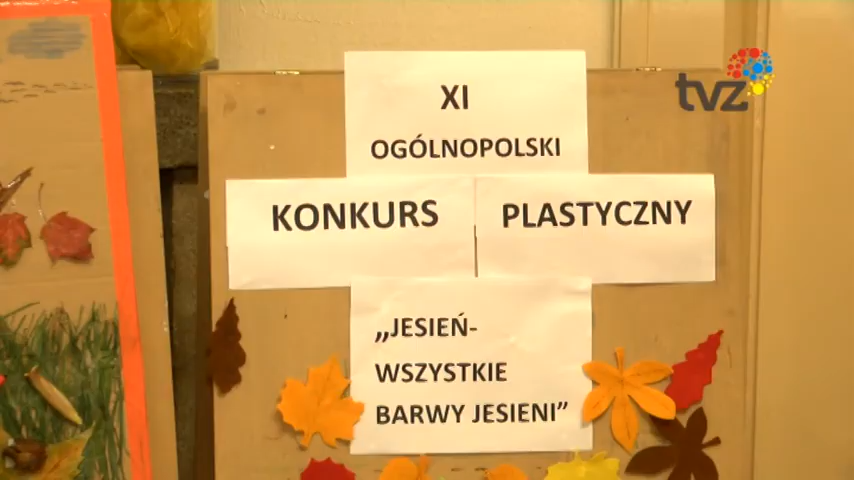 tvz
XI
OGÓLNOPOLSKI
KONKURS PLASTYCZNY
„JESIEŃ-
WSZYSTKIE
BARWY JESIENI”